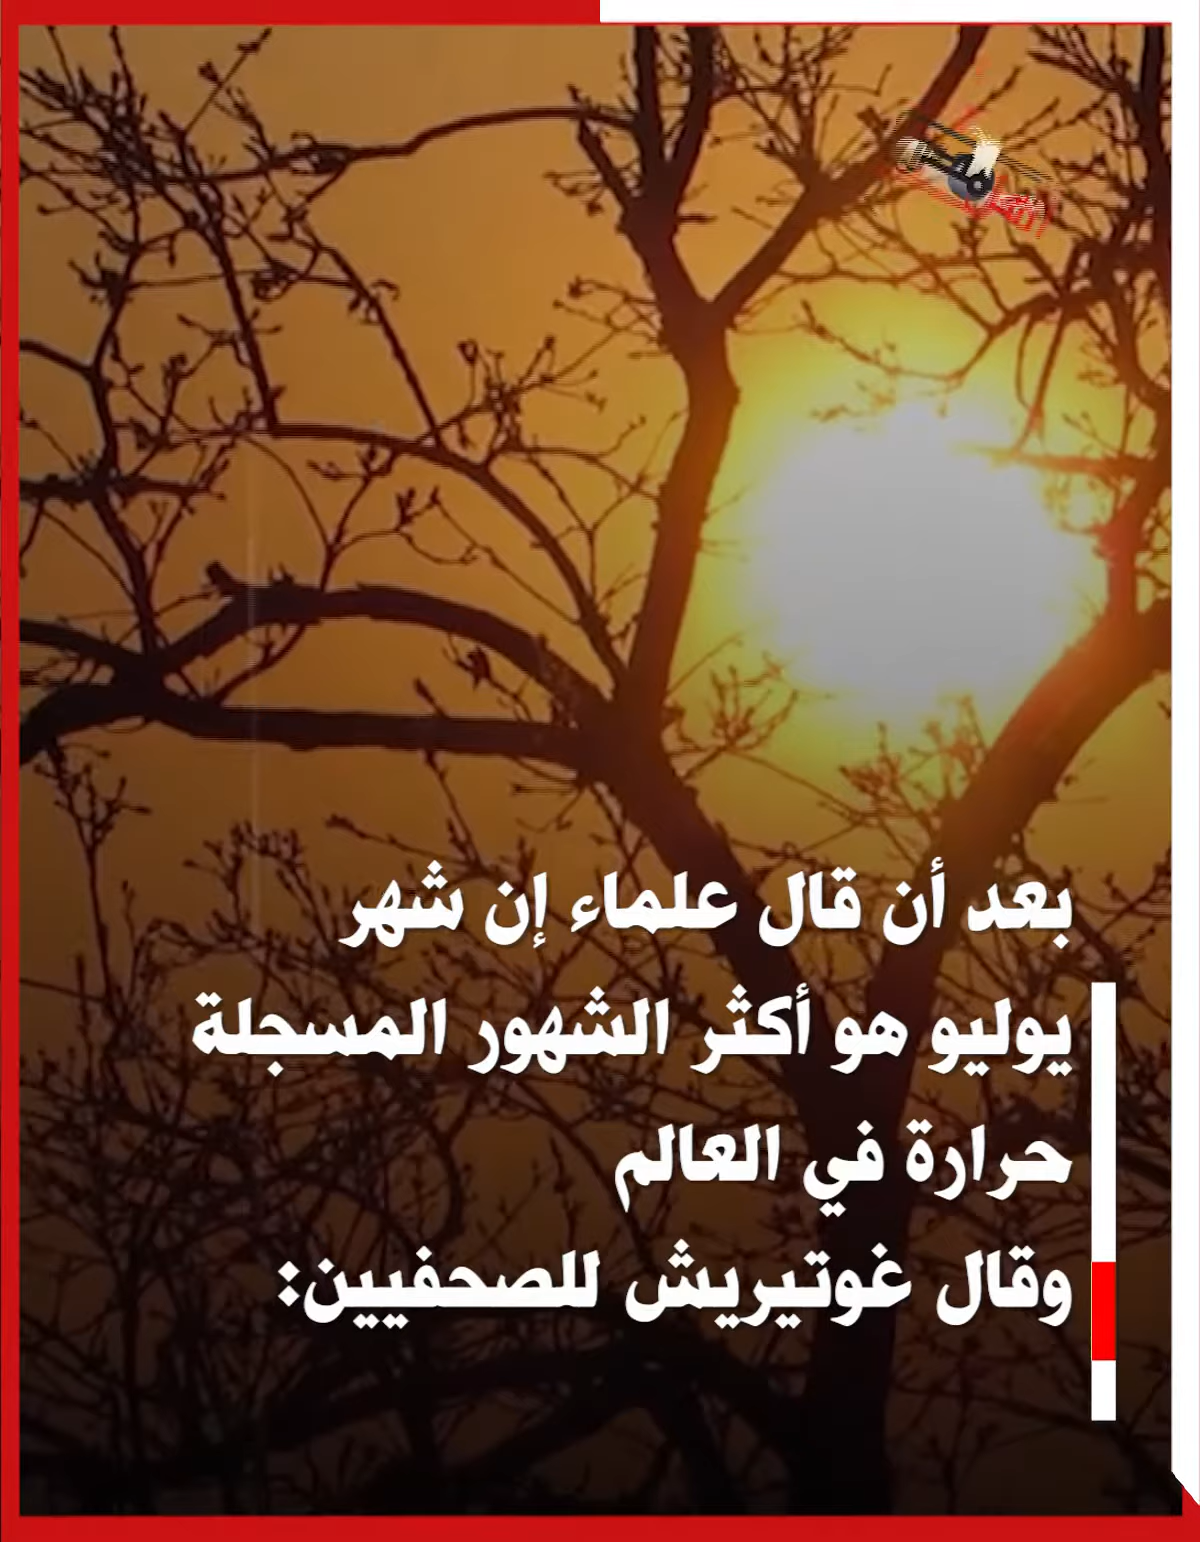 بعد أن قال علماء إن شهر
يوليو هو أكثر الشهور المسجلة
حرارة في العالم
وقال غوتيريش للصحفيين: